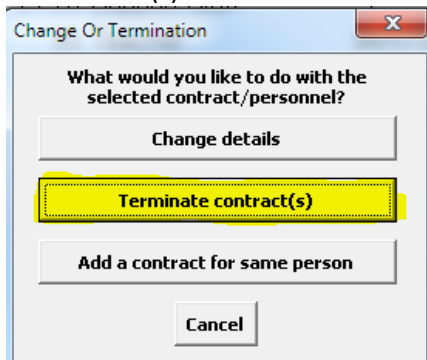 Change Or Termination
What would you like to do with the
selected contract/personnel?
Change details
Terminate contract(s)
Add a contract for same person
Cancel